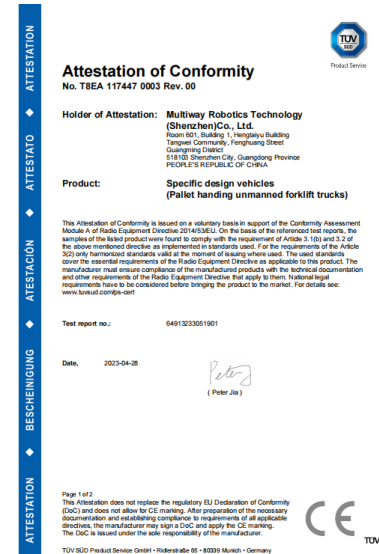 ATTESTATION ◆ BESCHEINIGUNG ◆ ATESTACIÓN ◆ ATTESTATO ◆ ATTESTATION
TÜV
SÜD
Product Service
Attestation of Conformity
No. T8EA 117447 0003 Rev. 00
Holder of Attestation: Multiway Robotics Technology
(Shenzhen)Co., Ltd.
Room 601, Building 1, Hengtaiyu Building
Tangwei Community, Fenghuang Street
Guangming District
518103 Shenzhen City, Guangdong Province
PEOPLE'S REPUBLIC OF CHINA
Product: Specific design vehicles
(Pallet handing unmanned forklift trucks)
This Attestation of Conformity is issued on a voluntary basis in support of the Conformity Assessment
Module A of Radio Equipment Directive 2014/53/EU. On the basis of the referenced test reports, the
samples of the listed product were found to comply with the requirement of Article 3.1(b) and 3.2 of
the above mentioned directive as implemented in standards used. For the requirements of the Article
3(2) only harmonized standards valid at the moment of issuing where used. The used standards
cover the essential requirements of the Radio Equipment Directive as applicable to this product. The
manufacturer must ensure compliance of the manufactured products with the technical documentation
and other requirements of the Radio Equipment Directive that apply to them. National legal
requirements have to be considered before bringing the product to the market. For details see:
www.tuvsud.com/ps-cert
Test report no.: 64913233051901
Date, 2023-04-28
Peter J
( Peter Jia )
Page 1 of 2
This Attestation does not replace the regulatory EU Declaration of Conformity
(DoC) and does not allow for CE marking. After preparation of the necessary
documentation and establishing compliance to requirements of all applicable
directives, the manufacturer may sign a DoC and apply the CE marking.
The DoC is issued under the sole responsibility of the manufacturer.
CE
TÜV
TÜV SÜD Product Service GmbH • Ridlerstraße 65 • 80339 Munich • Germany